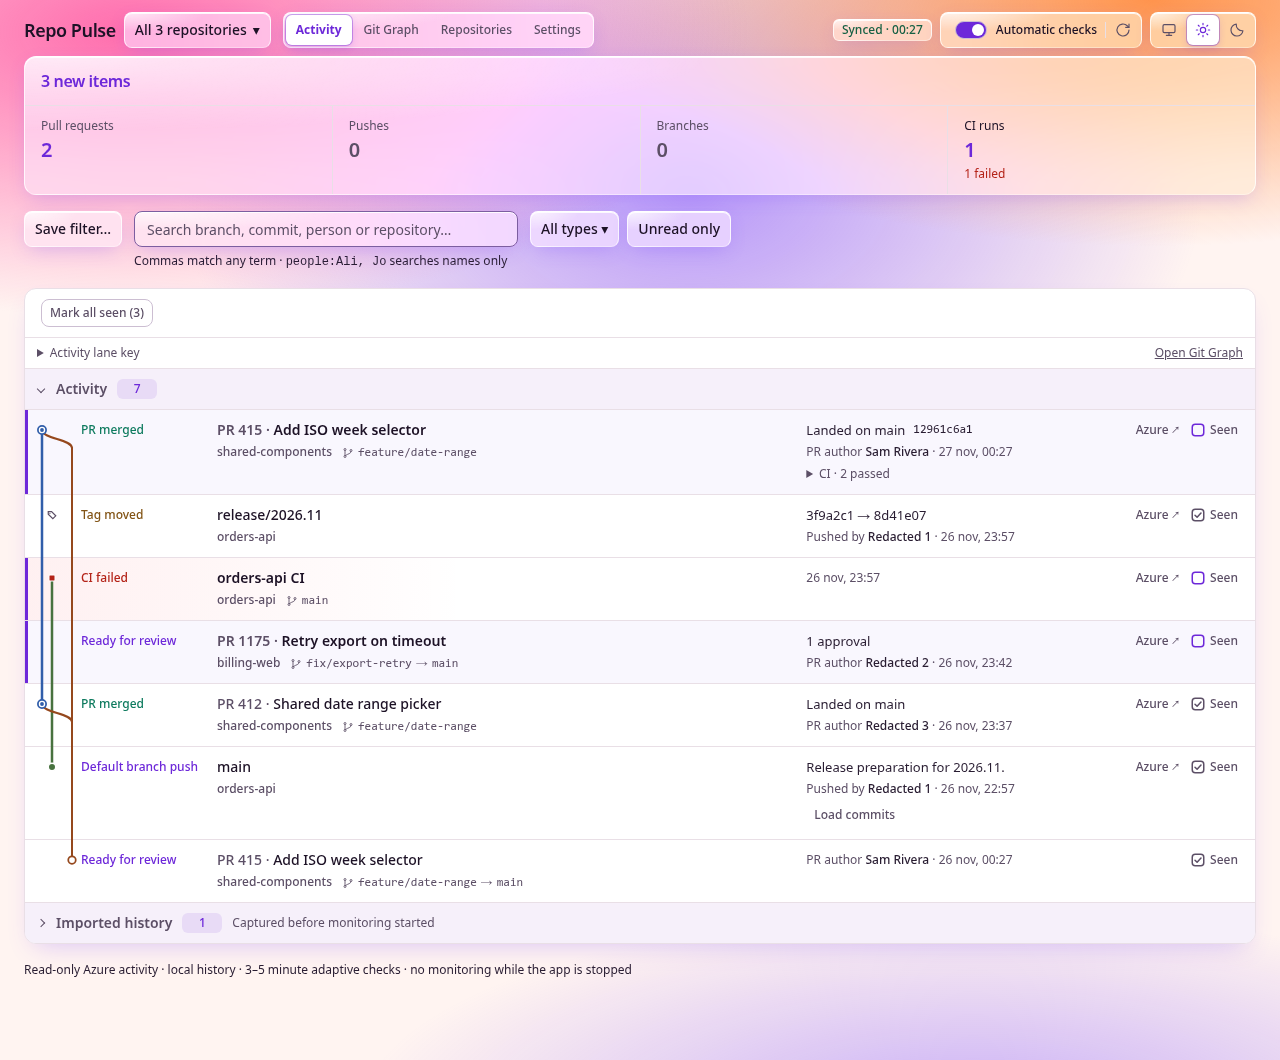 Repo Pulse
All 3 repositories ▾
Activity
Git Graph
Repositories
Settings
Synced · 00:27
Automatic checks
3 new items
Pull requests
2
Pushes
0
Branches
0
CI runs
1
1 failed
Save filter...
Search branch, commit, person or repository...
All types ▾
Unread only
Commas match any term · people:Ali, Jo searches names only
Mark all seen (3)
▶ Activity lane key
Open Git Graph
Activity 7
PR merged
PR 415 · Add ISO week selector
shared-components feature/date-range
Landed on main 12961c6a1
PR author Sam Rivera · 27 nov, 00:27
▶ CI · 2 passed
Azure ↗
Seen
Tag moved
release/2026.11
orders-api
3f9a2c1 → 8d41e07
Pushed by Redacted 1 · 26 nov, 23:57
Azure ↗
Seen
CI failed
orders-api CI
orders-api main
26 nov, 23:57
Azure ↗
Seen
Ready for review
PR 1175 · Retry export on timeout
billing-web fix/export-retry → main
1 approval
PR author Redacted 2 · 26 nov, 23:42
Azure ↗
Seen
PR merged
PR 412 · Shared date range picker
shared-components feature/date-range
Landed on main
PR author Redacted 3 · 26 nov, 23:37
Azure ↗
Seen
Default branch push
main
orders-api
Release preparation for 2026.11.
Pushed by Redacted 1 · 26 nov, 22:57
Load commits
Azure ↗
Seen
Ready for review
PR 415 · Add ISO week selector
shared-components feature/date-range → main
PR author Sam Rivera · 26 nov, 00:27
Seen
Imported history 1 Captured before monitoring started
Read-only Azure activity · local history · 3–5 minute adaptive checks · no monitoring while the app is stopped